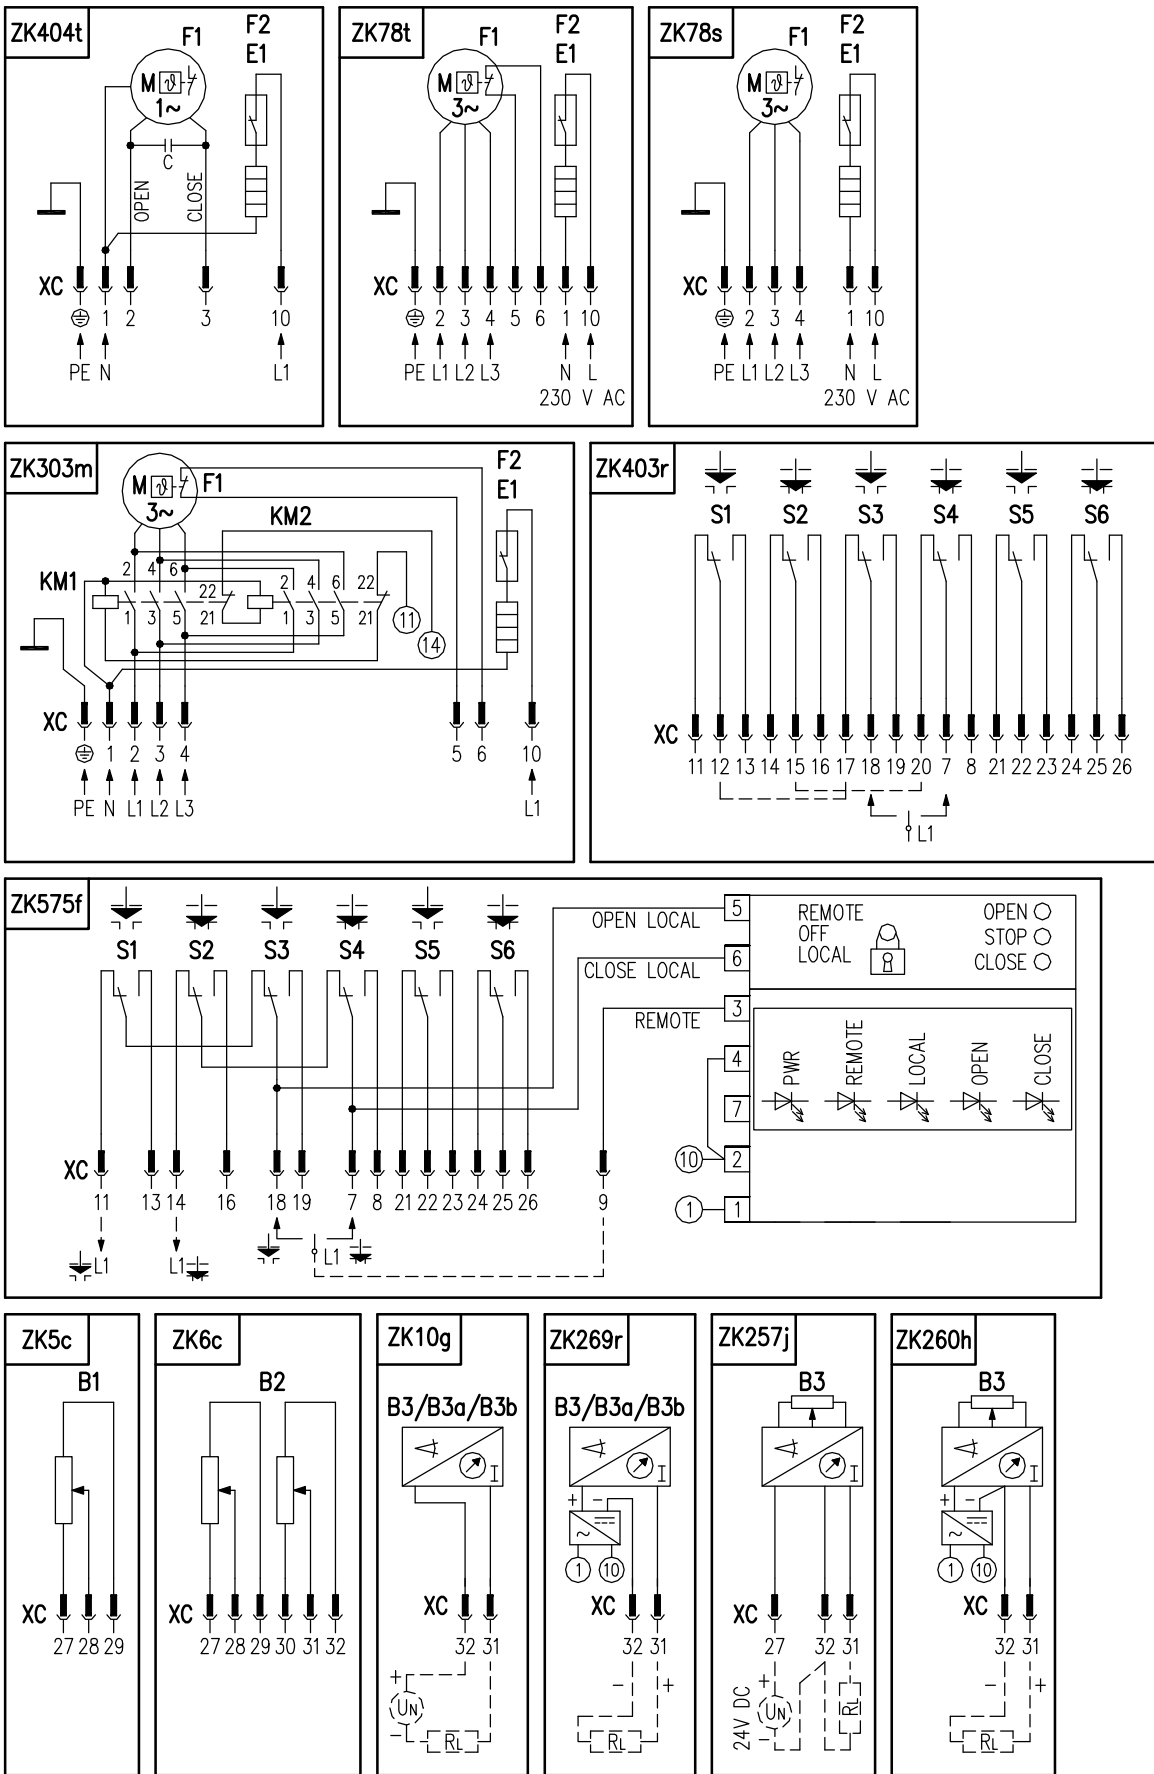 ZK404t
F1
F2
E1
M ϑ
1~
C
OPEN
CLOSE
XC
1 2 3 10
PE N L1
ZK78t
F1
F2
E1
M ϑ
3~
XC
2 3 4 5 6 1 10
PE L1 L2 L3 N L
230 V AC
ZK78s
F1
F2
E1
M ϑ
3~
XC
2 3 4 1 10
PE L1 L2 L3 N L
230 V AC
ZK303m
M ϑ F1
3~
F2
E1
KM2
KM1
2 4 6 22 2 4 6 22
1 3 5 21 1 3 5 21
11
14
XC
1 2 3 4 5 6 10
PE N L1 L2 L3 L1
ZK403r
S1 S2 S3 S4 S5 S6
XC
11 12 13 14 15 16 17 18 19 20 7 8 21 22 23 24 25 26
L1
ZK575f
S1 S2 S3 S4 S5 S6
OPEN LOCAL
CLOSE LOCAL
REMOTE
5
6
3
4
7
10 2
1 1
REMOTE
OFF
LOCAL
OPEN
STOP
CLOSE
PWR
REMOTE
LOCAL
OPEN
CLOSE
XC
11 13 14 16 18 19 7 8 21 22 23 24 25 26 9
L1 L1 L1
ZK5c
B1
XC
27 28 29
ZK6c
B2
XC
27 28 29 30 31 32
ZK10g
B3/B3a/B3b
I
XC
32 31
+
UN
−
RL
ZK269r
B3/B3a/B3b
I
+ −
~
1 10
XC
32 31
− +
RL
ZK257j
B3
I
XC
27 32 31
24V DC
+
UN
−
RL
ZK260h
B3
I
+ −
~
1 10
XC
32 31
− +
RL